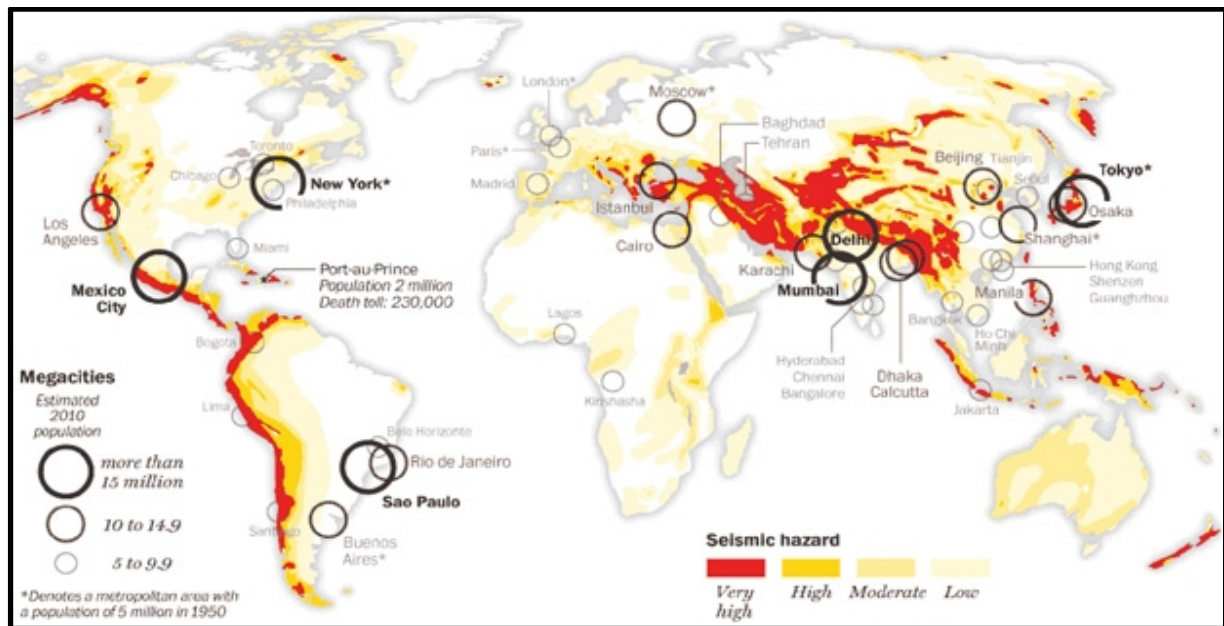 London*
Moscow*
Baghdad
Tehran
Toronto
Chicago
New York*
Philadelphia
Paris*
Madrid
Istanbul
Beijing
Tianjin
Seoul
Tokyo*
Osaka
Los
Angeles
Miami
Cairo
Delhi
Shanghai*
Karachi
Mumbai
Mexico
City
Port-au-Prince
Population 2 million
Death toll: 230,000
Hong Kong
Shenzen
Guanghzhou
Manila
Lagos
Bangkok
Ho Chi
Minh
Bogota
Hyderabad
Chennai
Bangalore
Dhaka
Calcutta
Kinshasha
Jakarta
Lima
Belo Horizonte
Rio de Janeiro
Sao Paulo
Santiago
Buenos
Aires*
Megacities
Estimated
2010
population
more than
15 million
10 to 14.9
5 to 9.9
*Denotes a metropolitan area with
a population of 5 million in 1950
Seismic hazard
Very
high
High
Moderate
Low